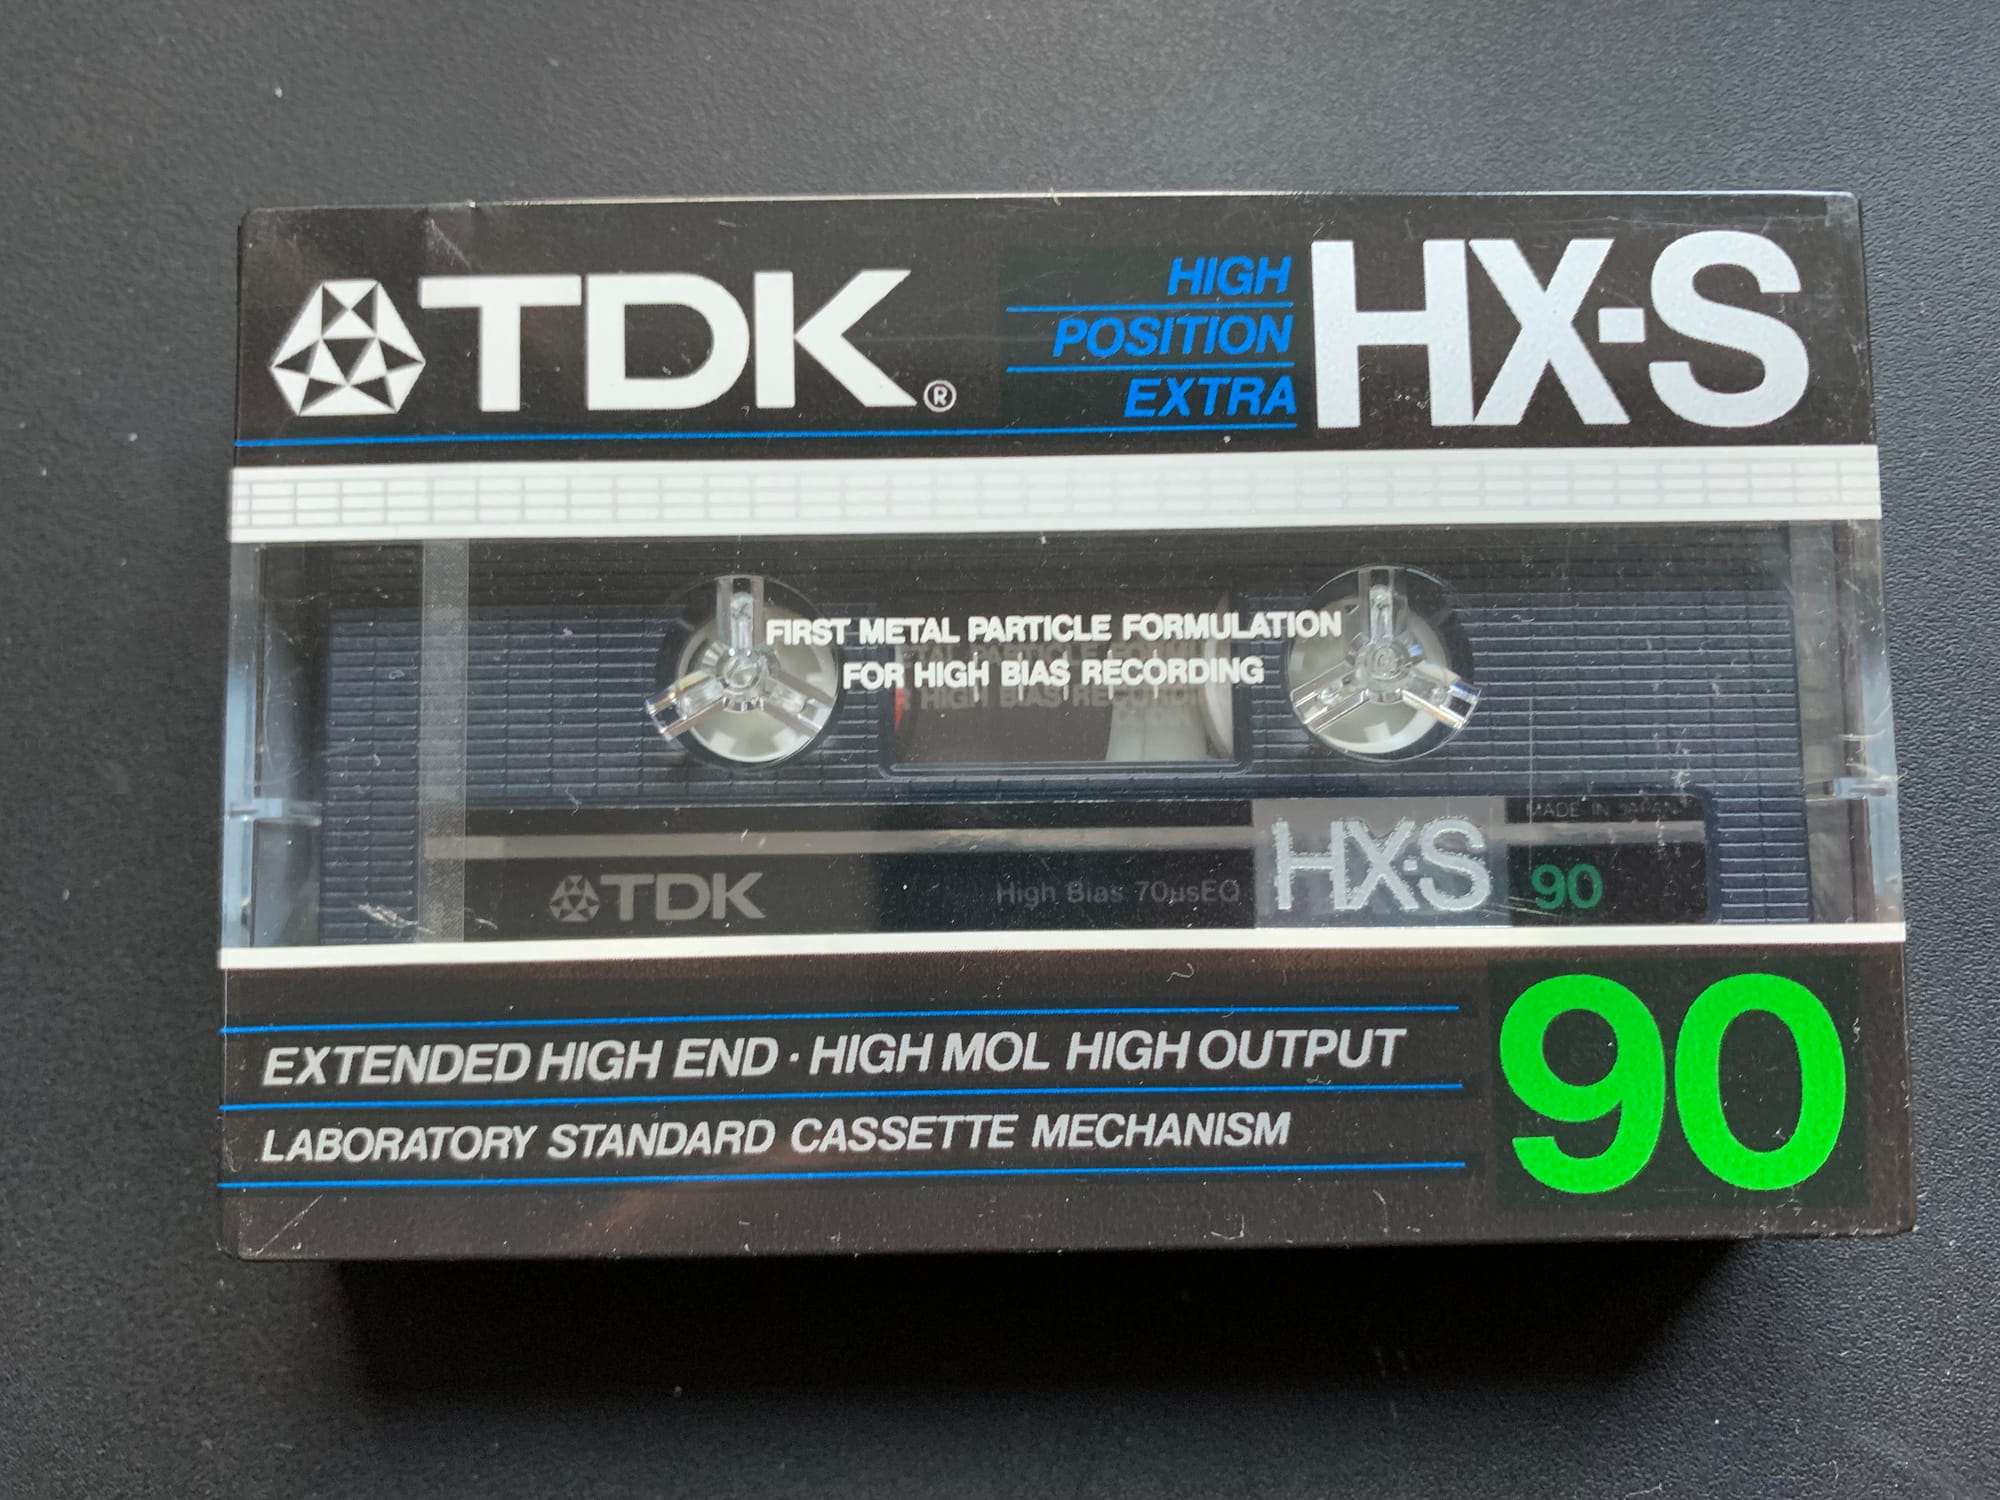 TDK®
HIGH
POSITION
EXTRA
HX·S
FIRST METAL PARTICLE FORMULATION
FOR HIGH BIAS RECORDING
MADE IN JAPAN
TDK
High Bias 70µsEQ
HX·S
90
EXTENDED HIGH END · HIGH MOL HIGH OUTPUT
LABORATORY STANDARD CASSETTE MECHANISM
90